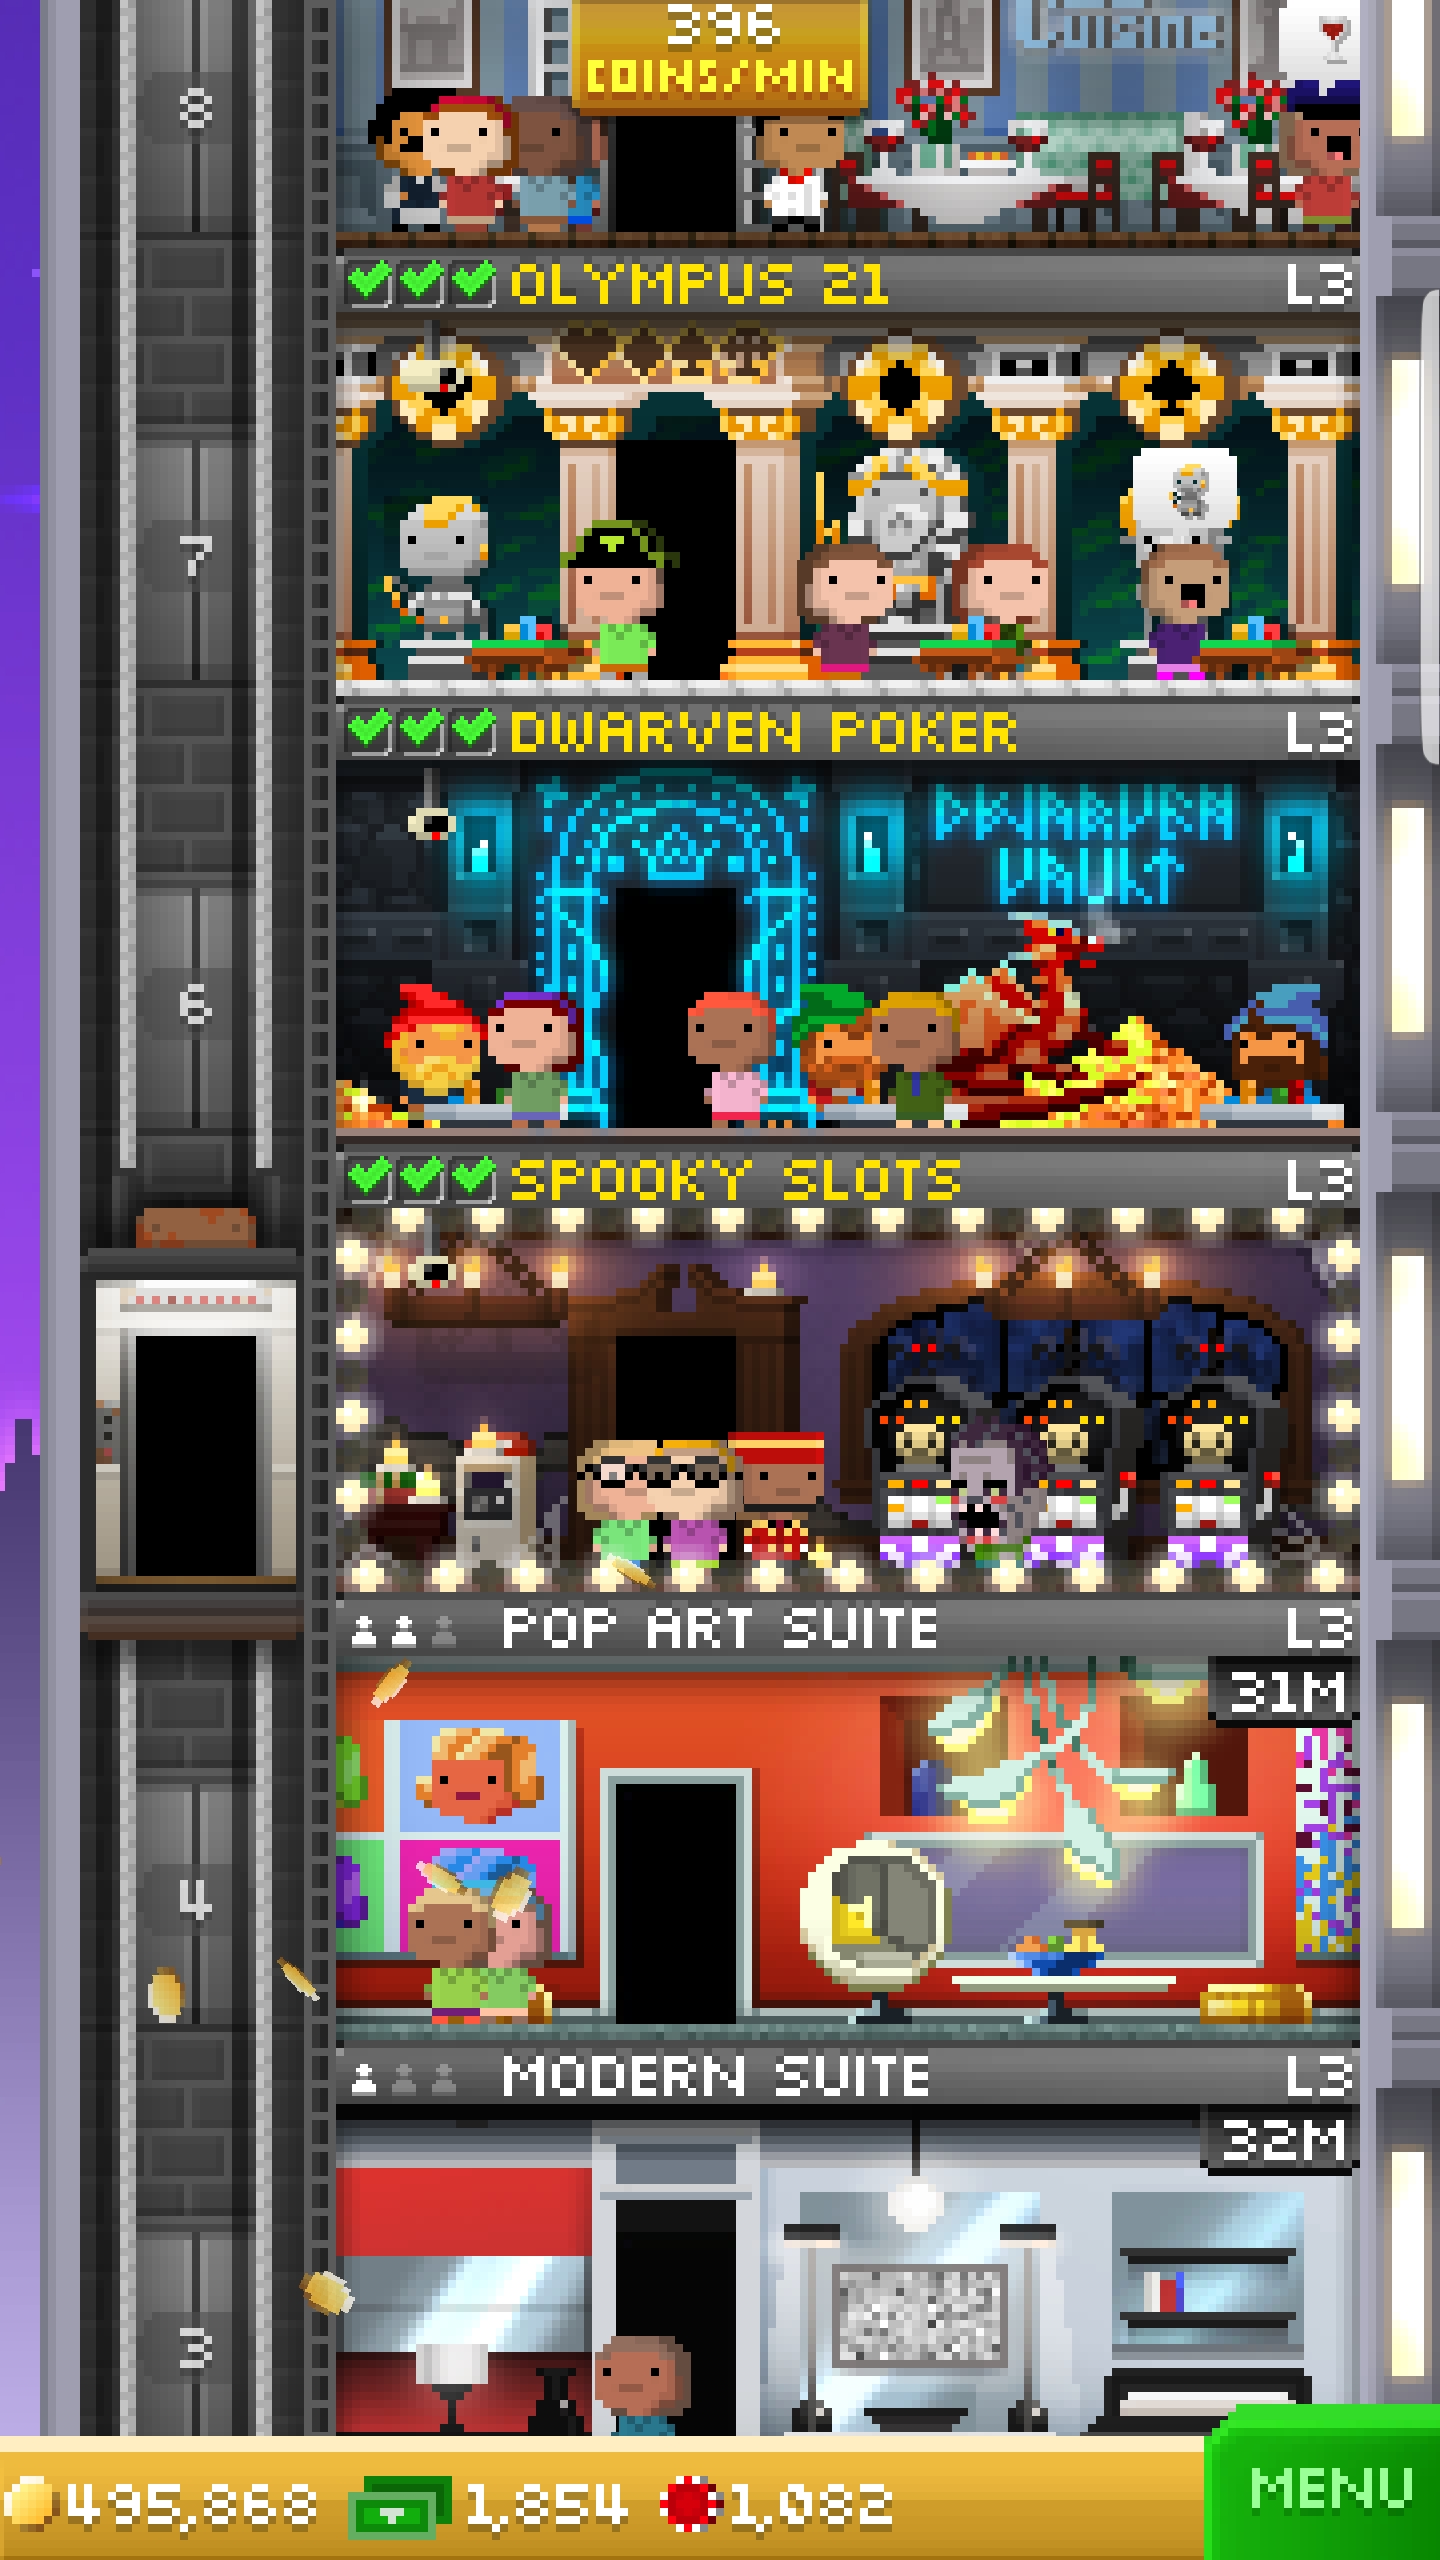 Cuisine
396
COINS/MIN
8
OLYMPUS 21 L3
7
DWARVEN POKER L3
DWARVEN
VAULT
6
SPOOKY SLOTS L3
POP ART SUITE L3
31M
4
MODERN SUITE L3
32M
3
495,868 1,854 1,082
MENU